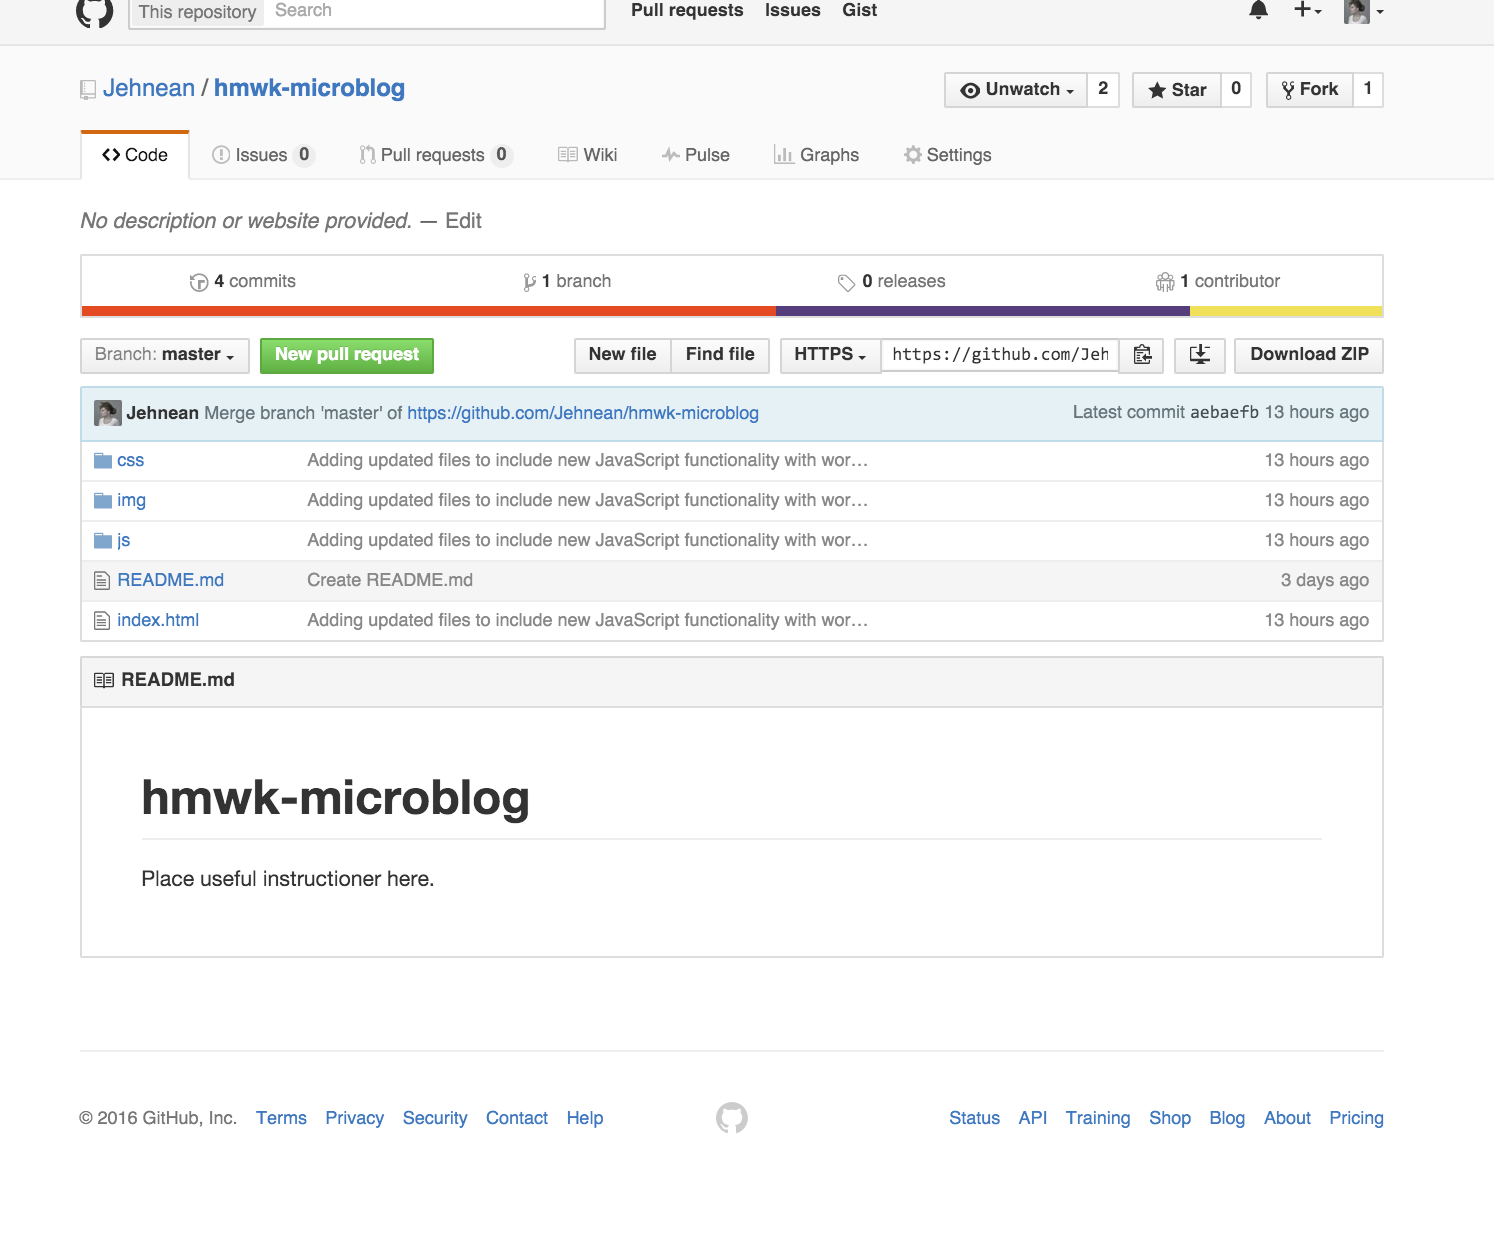 This repository Search Pull requests Issues Gist
Jehnean / hmwk-microblog Unwatch 2 Star 0 Fork 1
Code Issues 0 Pull requests 0 Wiki Pulse Graphs Settings
No description or website provided. — Edit
4 commits 1 branch 0 releases 1 contributor
Branch: master New pull request New file Find file HTTPS https://github.com/Jeh Download ZIP
Jehnean Merge branch 'master' of https://github.com/Jehnean/hmwk-microblog Latest commit aebaefb 13 hours ago
css Adding updated files to include new JavaScript functionality with wor… 13 hours ago
img Adding updated files to include new JavaScript functionality with wor… 13 hours ago
js Adding updated files to include new JavaScript functionality with wor… 13 hours ago
README.md Create README.md 3 days ago
index.html Adding updated files to include new JavaScript functionality with wor… 13 hours ago
README.md
hmwk-microblog
Place useful instructioner here.
© 2016 GitHub, Inc. Terms Privacy Security Contact Help Status API Training Shop Blog About Pricing